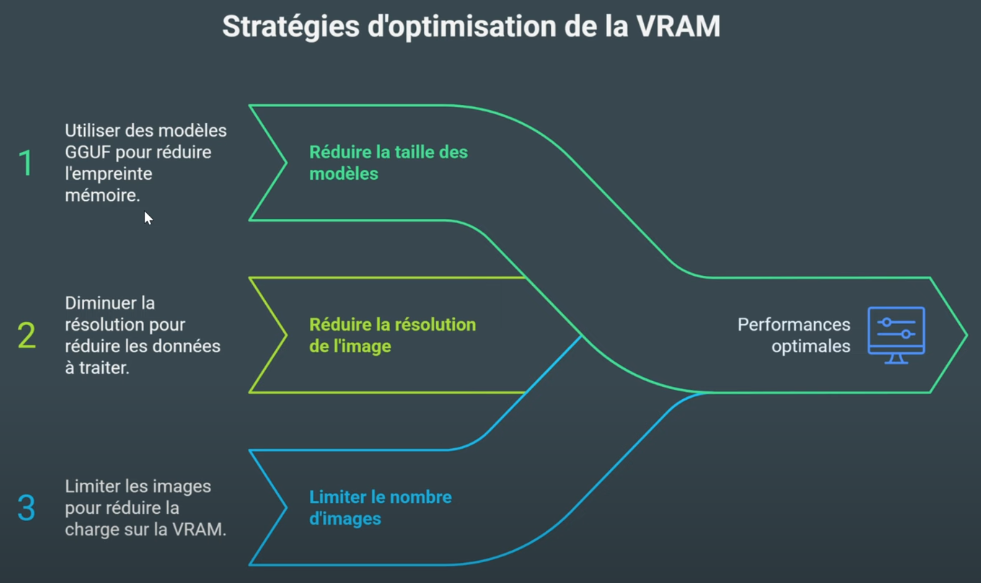 Stratégies d'optimisation de la VRAM
1
Utiliser des modèles
GGUF pour réduire
l'empreinte
mémoire.
Réduire la taille des
modèles
2
Diminuer la
résolution pour
réduire les données
à traiter.
Réduire la résolution
de l'image
3
Limiter les images
pour réduire la
charge sur la VRAM.
Limiter le nombre
d'images
Performances
optimales